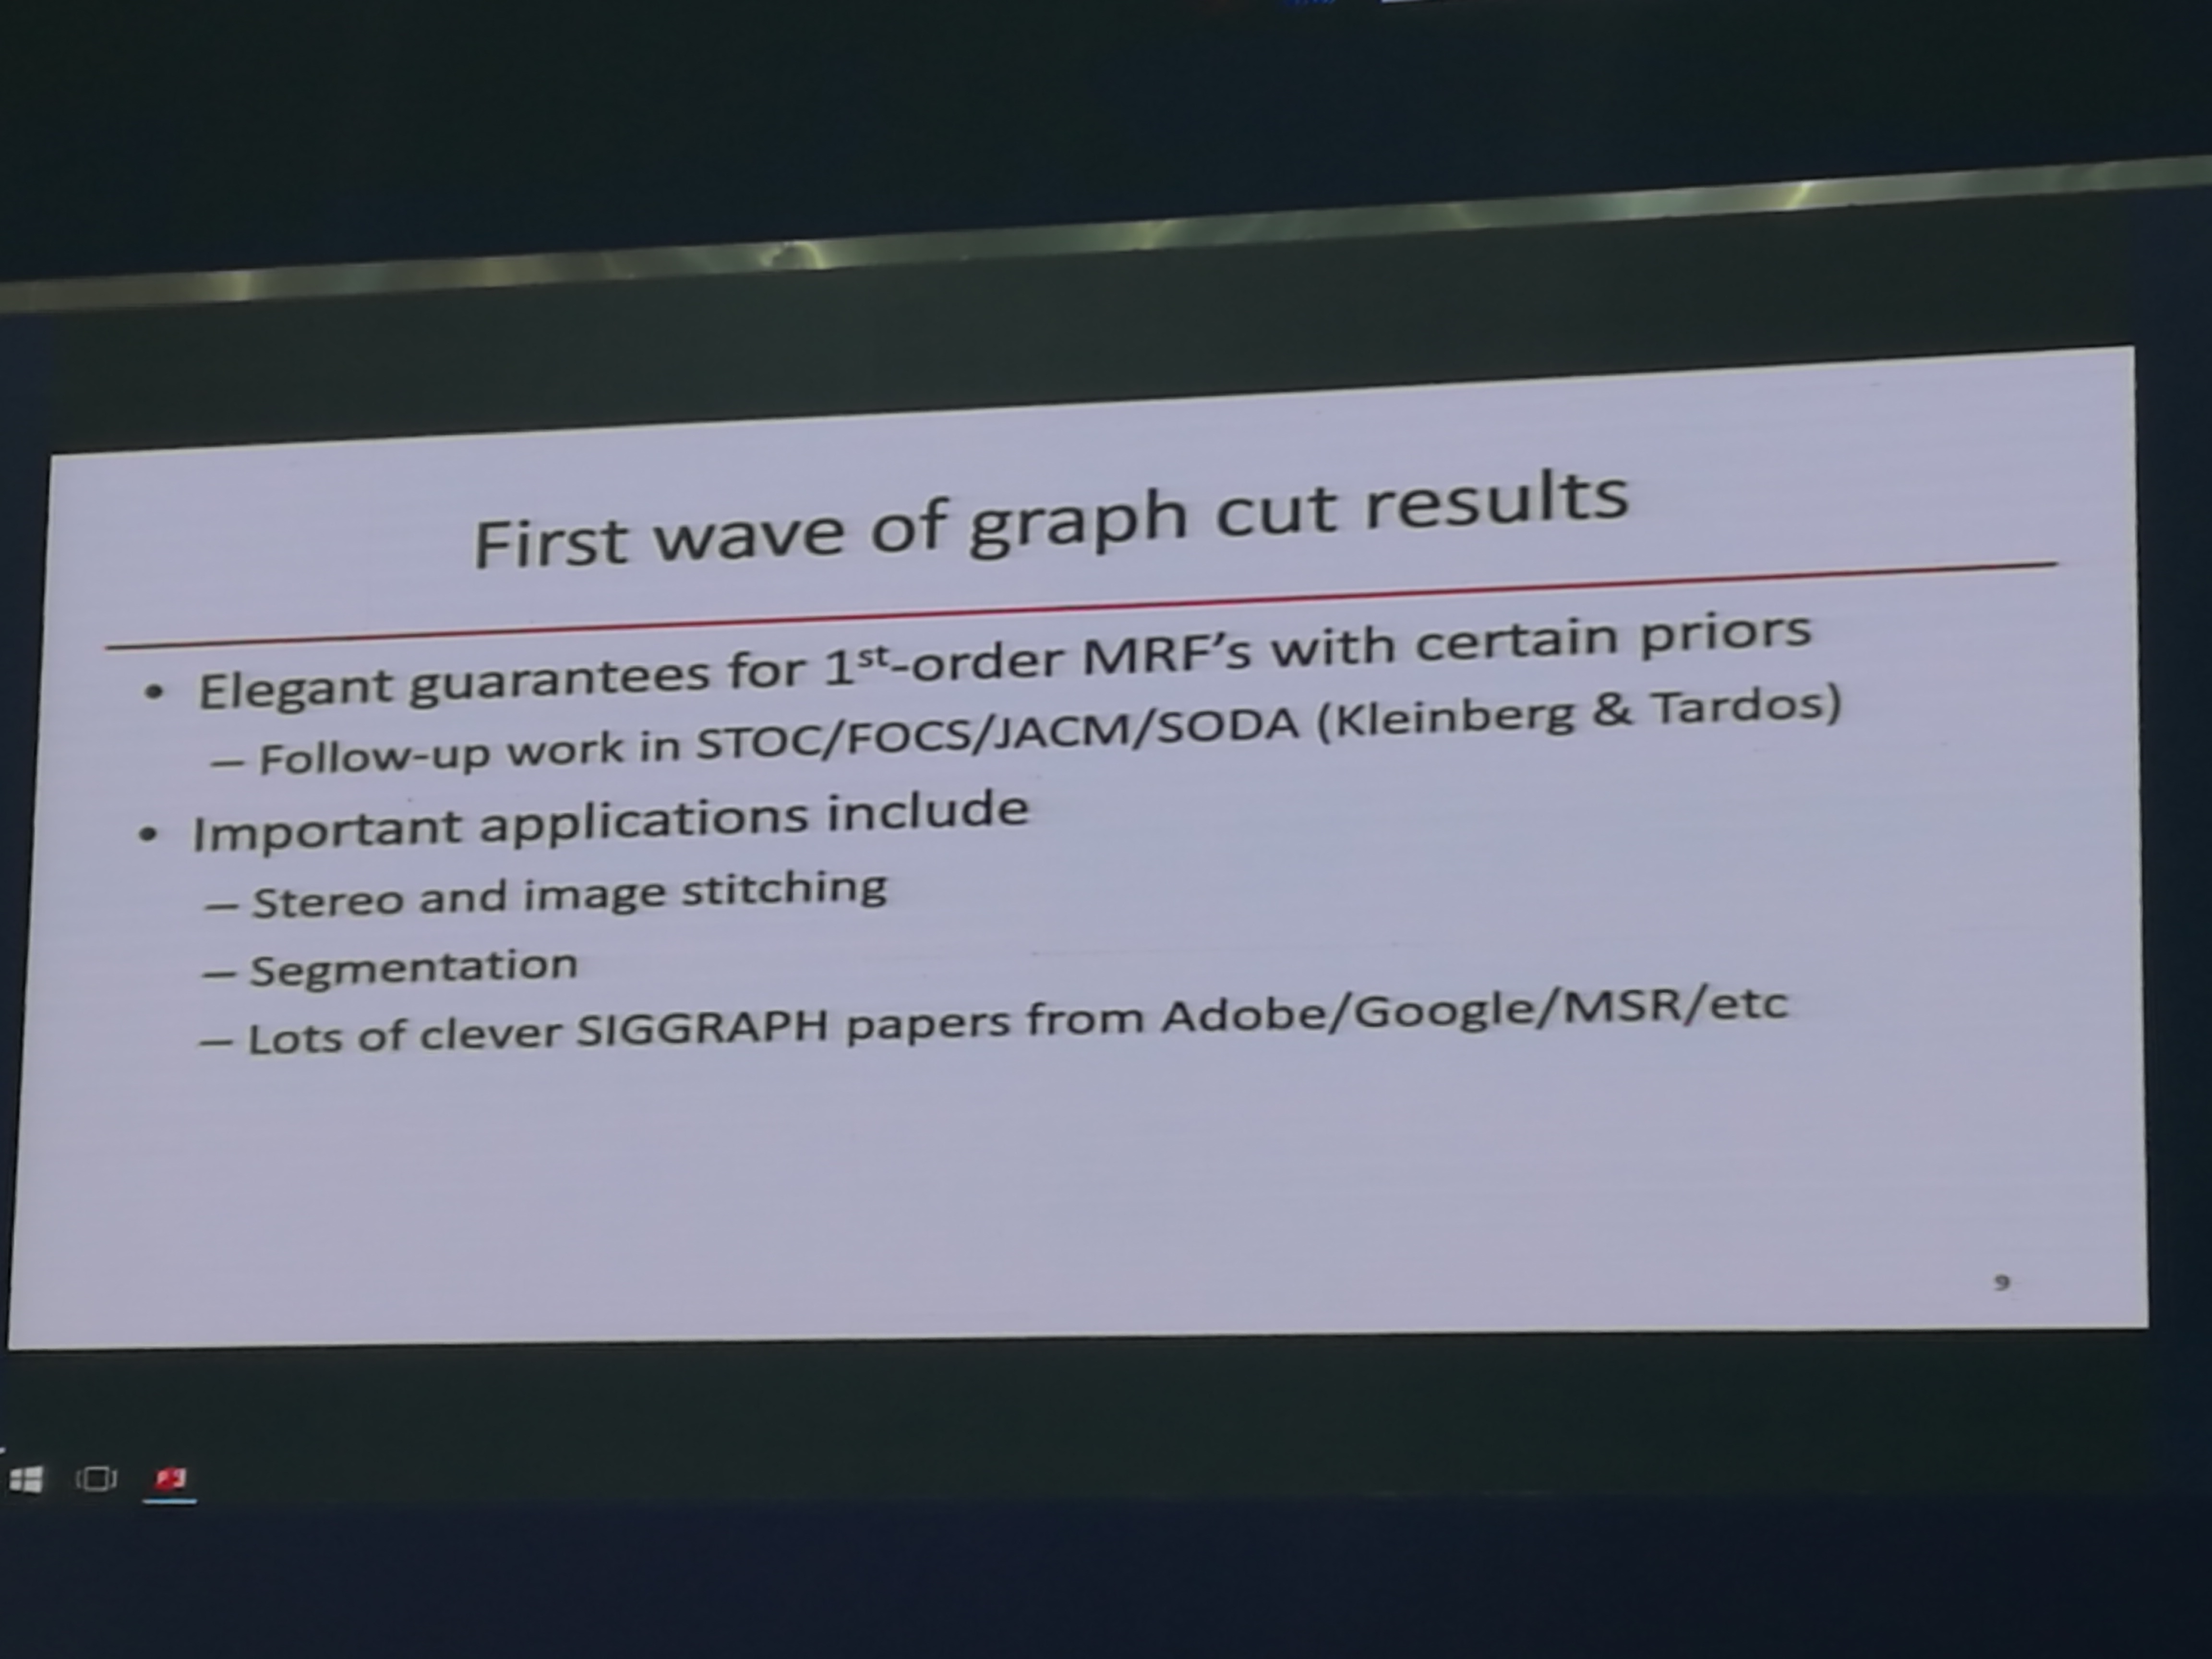 First wave of graph cut results
• Elegant guarantees for 1st-order MRF's with certain priors
– Follow-up work in STOC/FOCS/JACM/SODA (Kleinberg & Tardos)
• Important applications include
– Stereo and image stitching
– Segmentation
– Lots of clever SIGGRAPH papers from Adobe/Google/MSR/etc
9